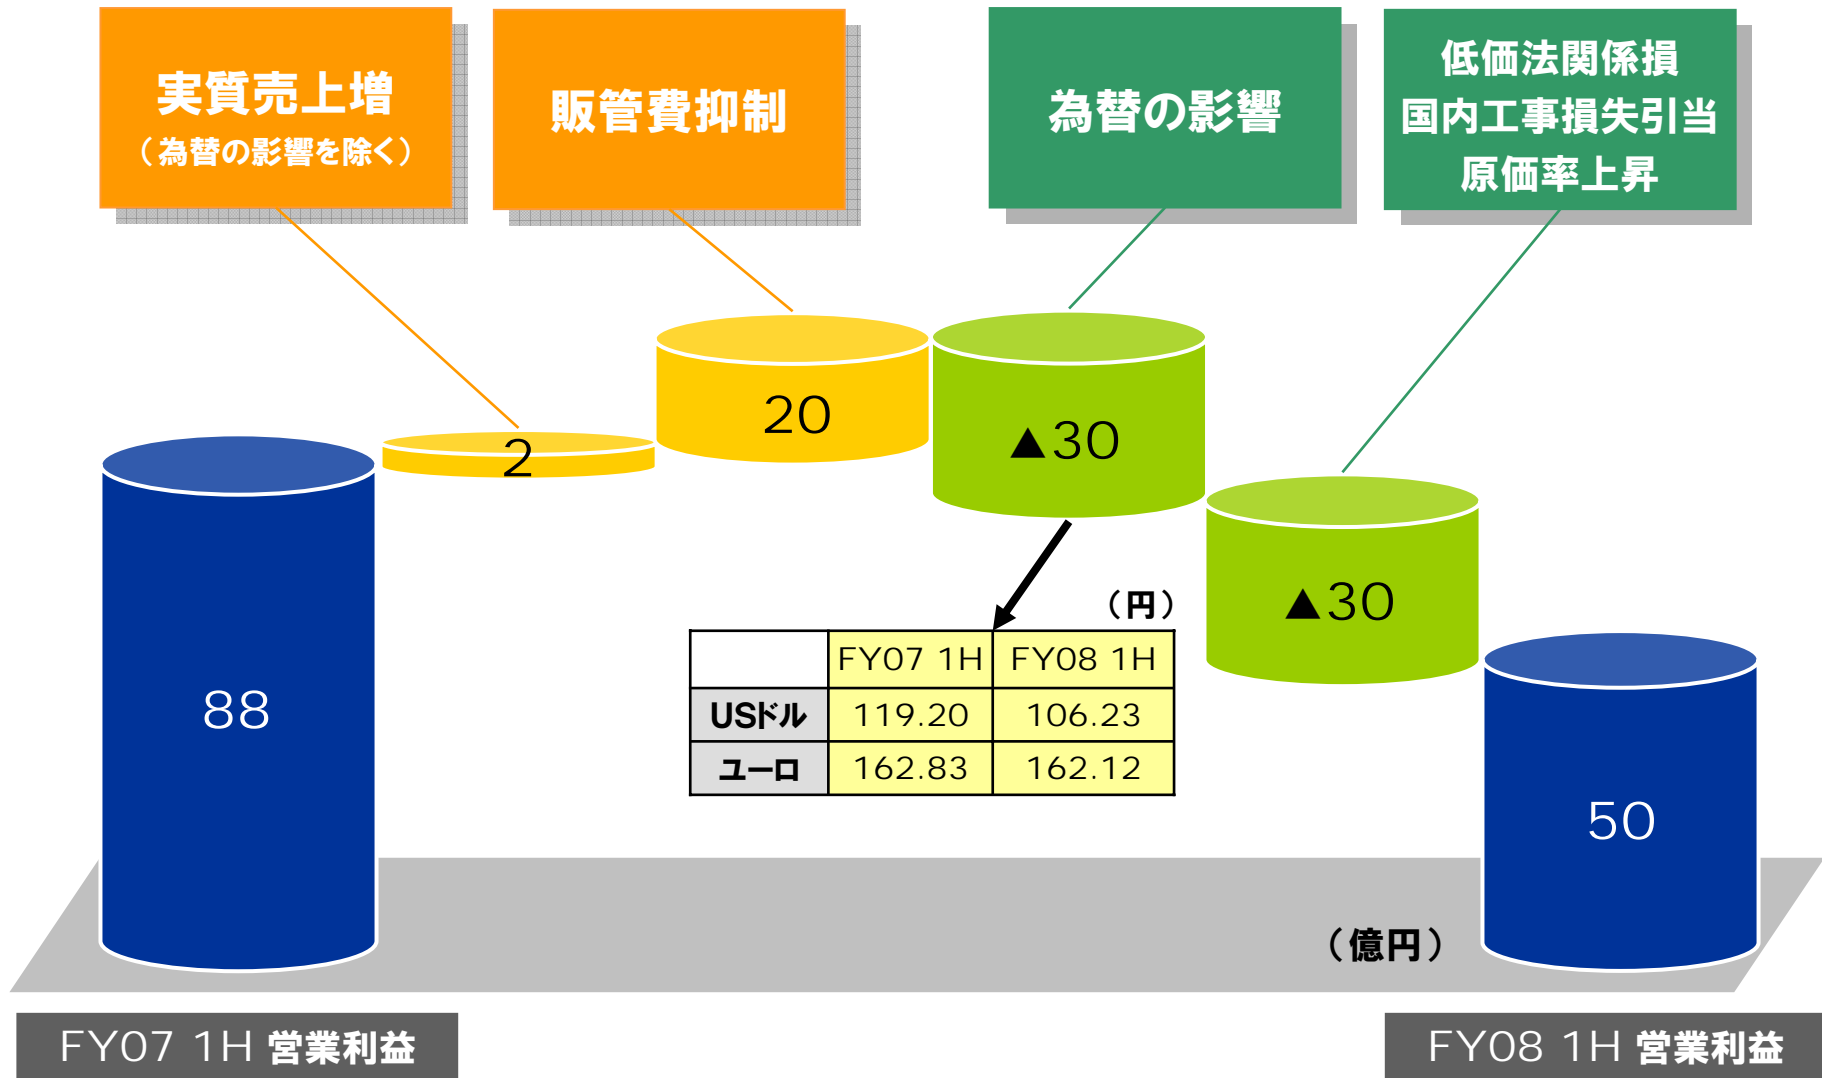 実質売上増
（為替の影響を除く）
販管費抑制
為替の影響
低価法関係損
国内工事損失引当
原価率上昇
88
2
20
▲30
▲30
50
（円）
FY07 1H FY08 1H
USドル 119.20 106.23
ユーロ 162.83 162.12
（億円）
FY07 1H 営業利益
FY08 1H 営業利益